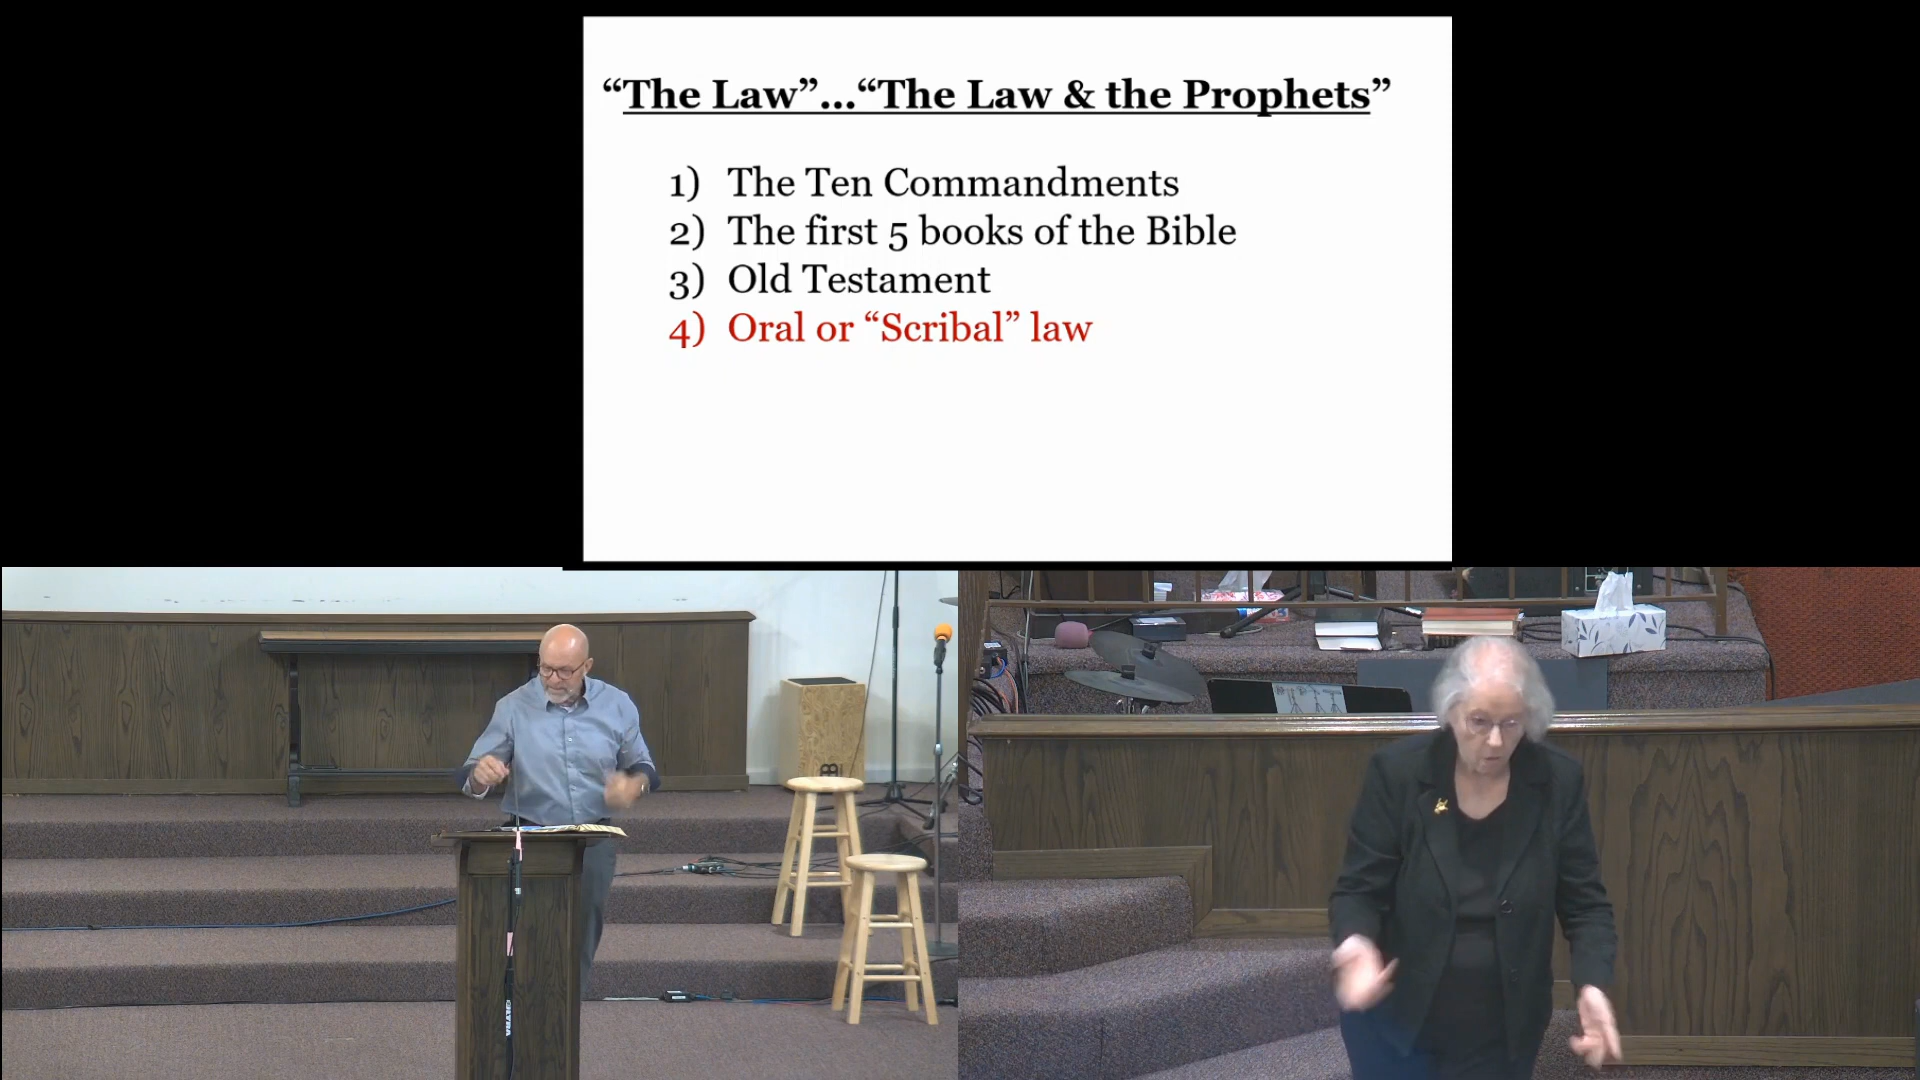 “The Law”...“The Law & the Prophets”
1) The Ten Commandments
2) The first 5 books of the Bible
3) Old Testament
4) Oral or “Scribal” law
ULTRA